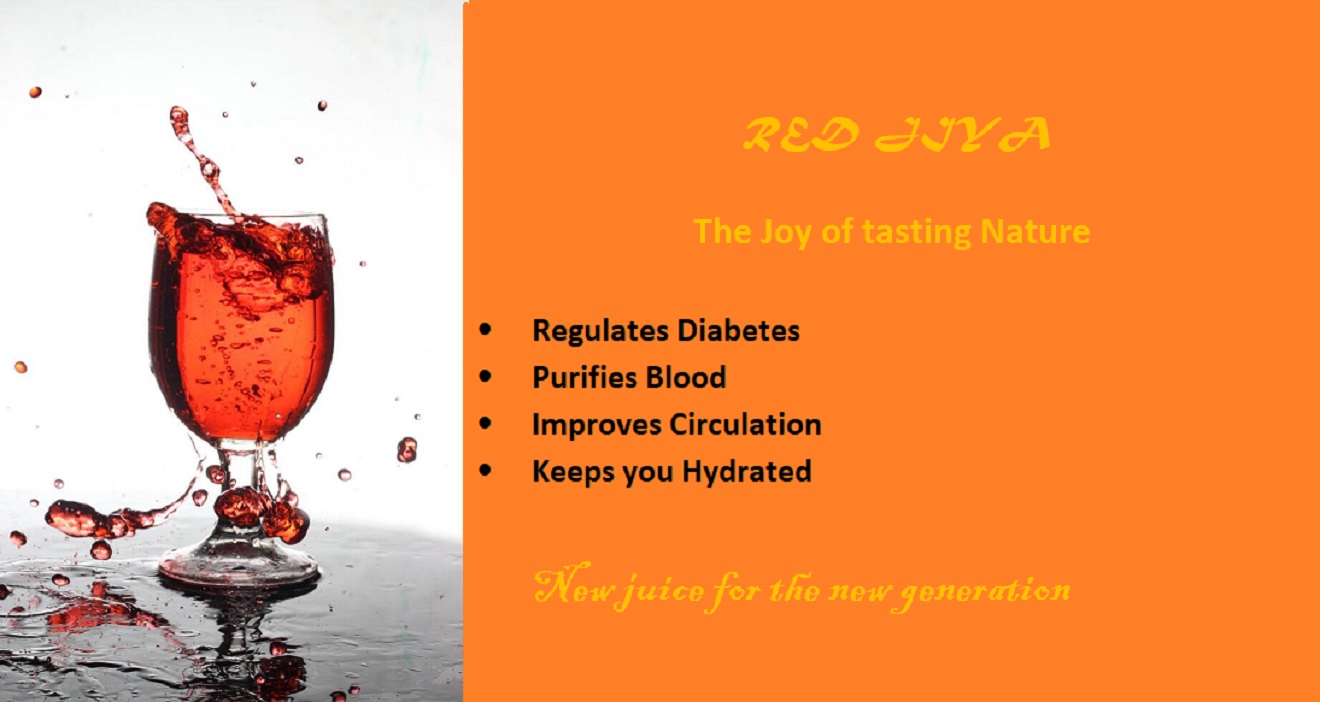 RED JIYA
The Joy of tasting Nature
• Regulates Diabetes
• Purifies Blood
• Improves Circulation
• Keeps you Hydrated
New juice for the new generation